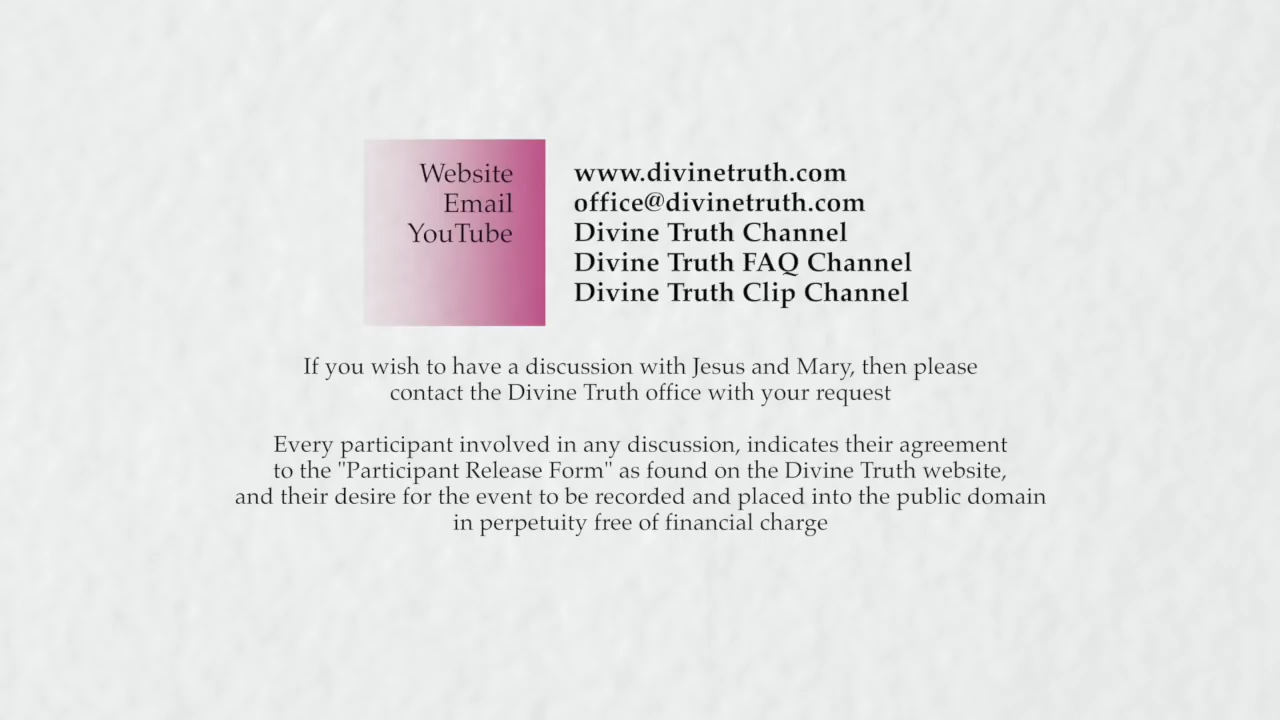 Website www.divinetruth.com
Email office@divinetruth.com
YouTube Divine Truth Channel
Divine Truth FAQ Channel
Divine Truth Clip Channel
If you wish to have a discussion with Jesus and Mary, then please
contact the Divine Truth office with your request
Every participant involved in any discussion, indicates their agreement
to the "Participant Release Form" as found on the Divine Truth website,
and their desire for the event to be recorded and placed into the public domain
in perpetuity free of financial charge